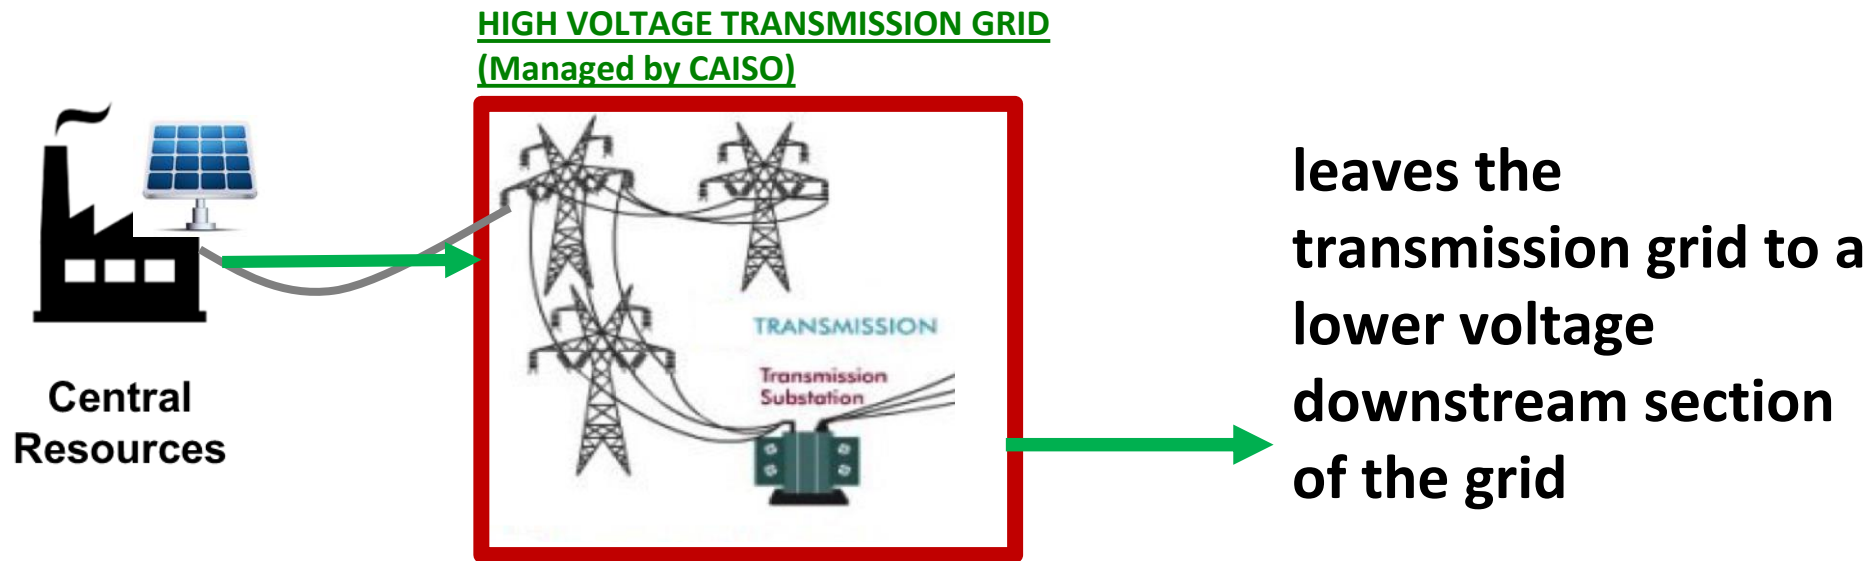 HIGH VOLTAGE TRANSMISSION GRID
(Managed by CAISO)
Central
Resources
TRANSMISSION
Transmission
Substation
leaves the
transmission grid to a
lower voltage
downstream section
of the grid